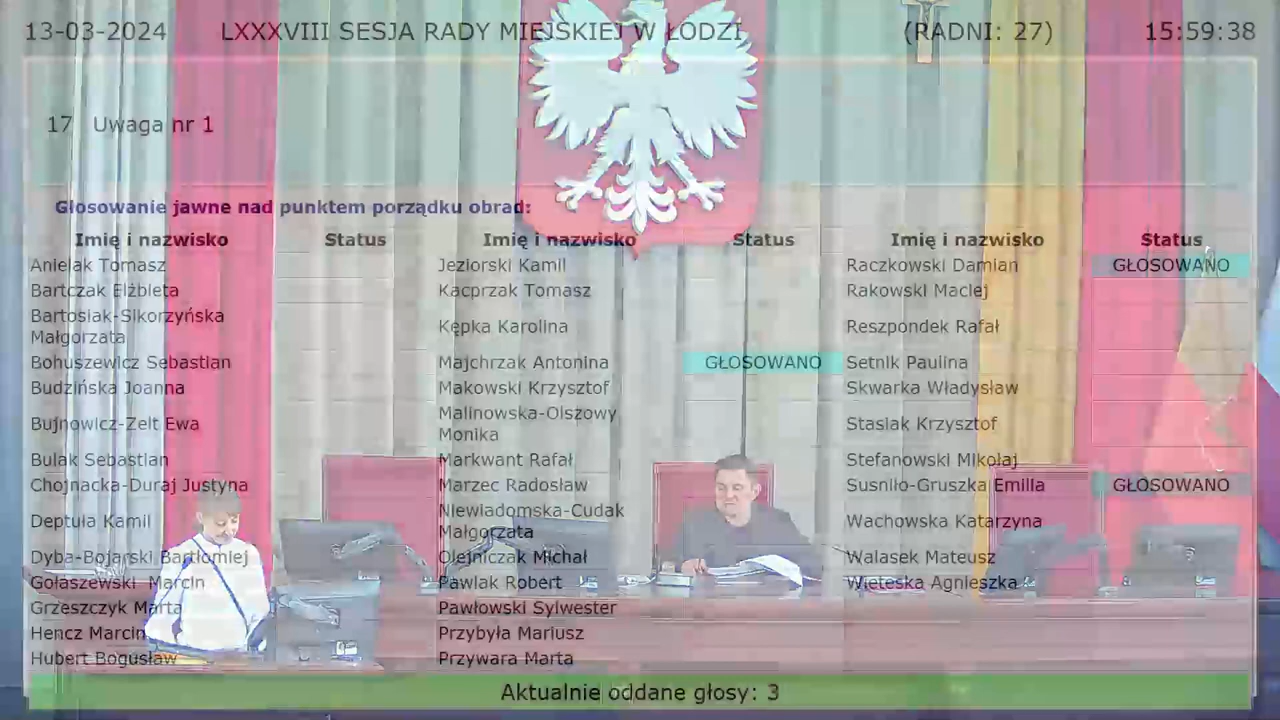 13-03-2024 LXXXVIII SESJA RADY MIEJSKIEJ W ŁODZI (RADNI: 27) 15:59:38
17 Uwaga nr 1
Głosowanie jawne nad punktem porządku obrad:
Imię i nazwisko Status Imię i nazwisko Status Imię i nazwisko Status
Anielak Tomasz Jeziorski Kamil Raczkowski Damian GŁOSOWANO
Bartczak Elżbieta Kacprzak Tomasz Rakowski Maciej
Bartosiak-Sikorzyńska
Małgorzata Kępka Karolina Reszpondek Rafał
Bohuszewicz Sebastian Majchrzak Antonina GŁOSOWANO Setnik Paulina
Budzińska Joanna Makowski Krzysztof Skwarka Władysław
Bujnowicz-Zelt Ewa Malinowska-Olszowy
Monika Stasiak Krzysztof
Bulak Sebastian Markwant Rafał Stefanowski Mikołaj
Chojnacka-Duraj Justyna Marzec Radosław Susniło-Gruszka Emilia GŁOSOWANO
Deptuła Kamil Niewiadomska-Cudak
Małgorzata Wachowska Katarzyna
Dyba-Bojarski Bartłomiej Olejniczak Michał Walasek Mateusz
Gołaszewski Marcin Pawlak Robert Wieteska Agnieszka
Grzeszczyk Marta Pawłowski Sylwester
Hencz Marcin Przybyła Mariusz
Hubert Bogusław Przywara Marta
Aktualnie oddane głosy: 3